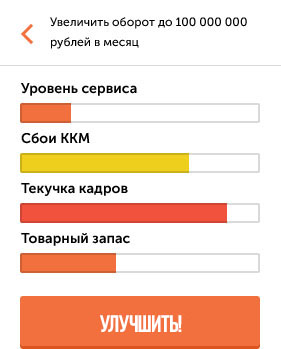 Увеличить оборот до 100 000 000
рублей в месяц
Уровень сервиса
Сбои ККМ
Текучка кадров
Товарный запас
УЛУЧШИТЬ!